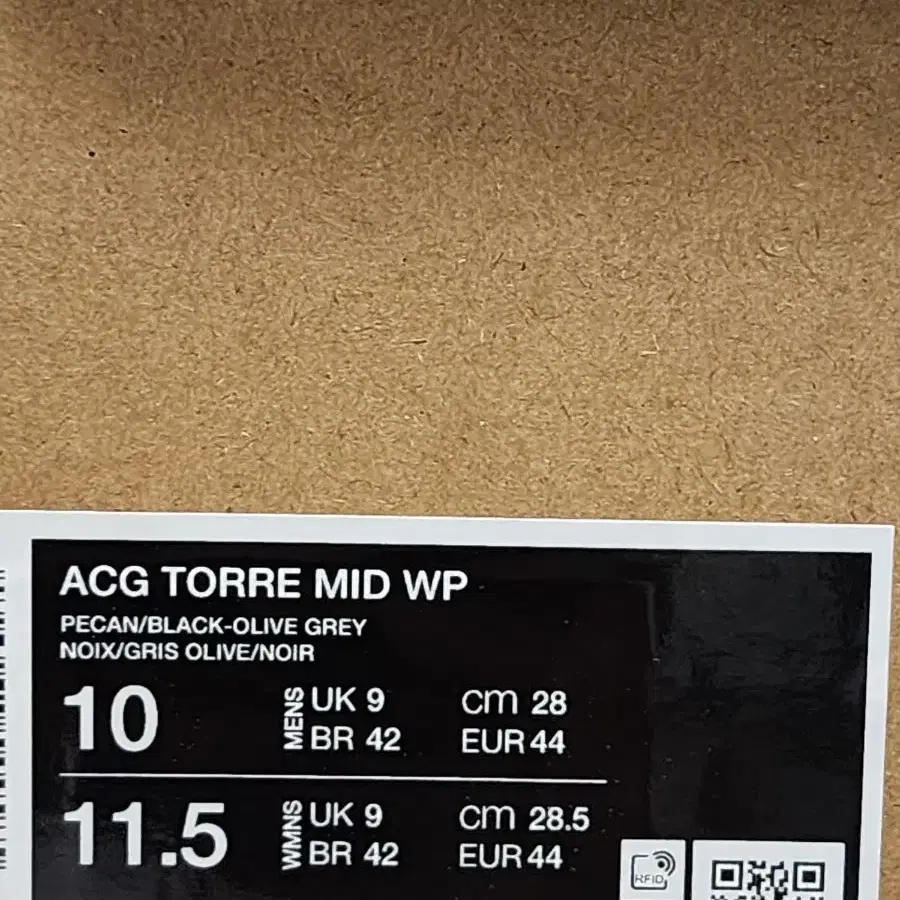 ACG TORRE MID WP
PECAN/BLACK-OLIVE GREY
NOIX/GRIS OLIVE/NOIR
10 MENS UK 9 CM 28
BR 42 EUR 44
11.5 WMNS UK 9 CM 28.5
BR 42 EUR 44
RFID